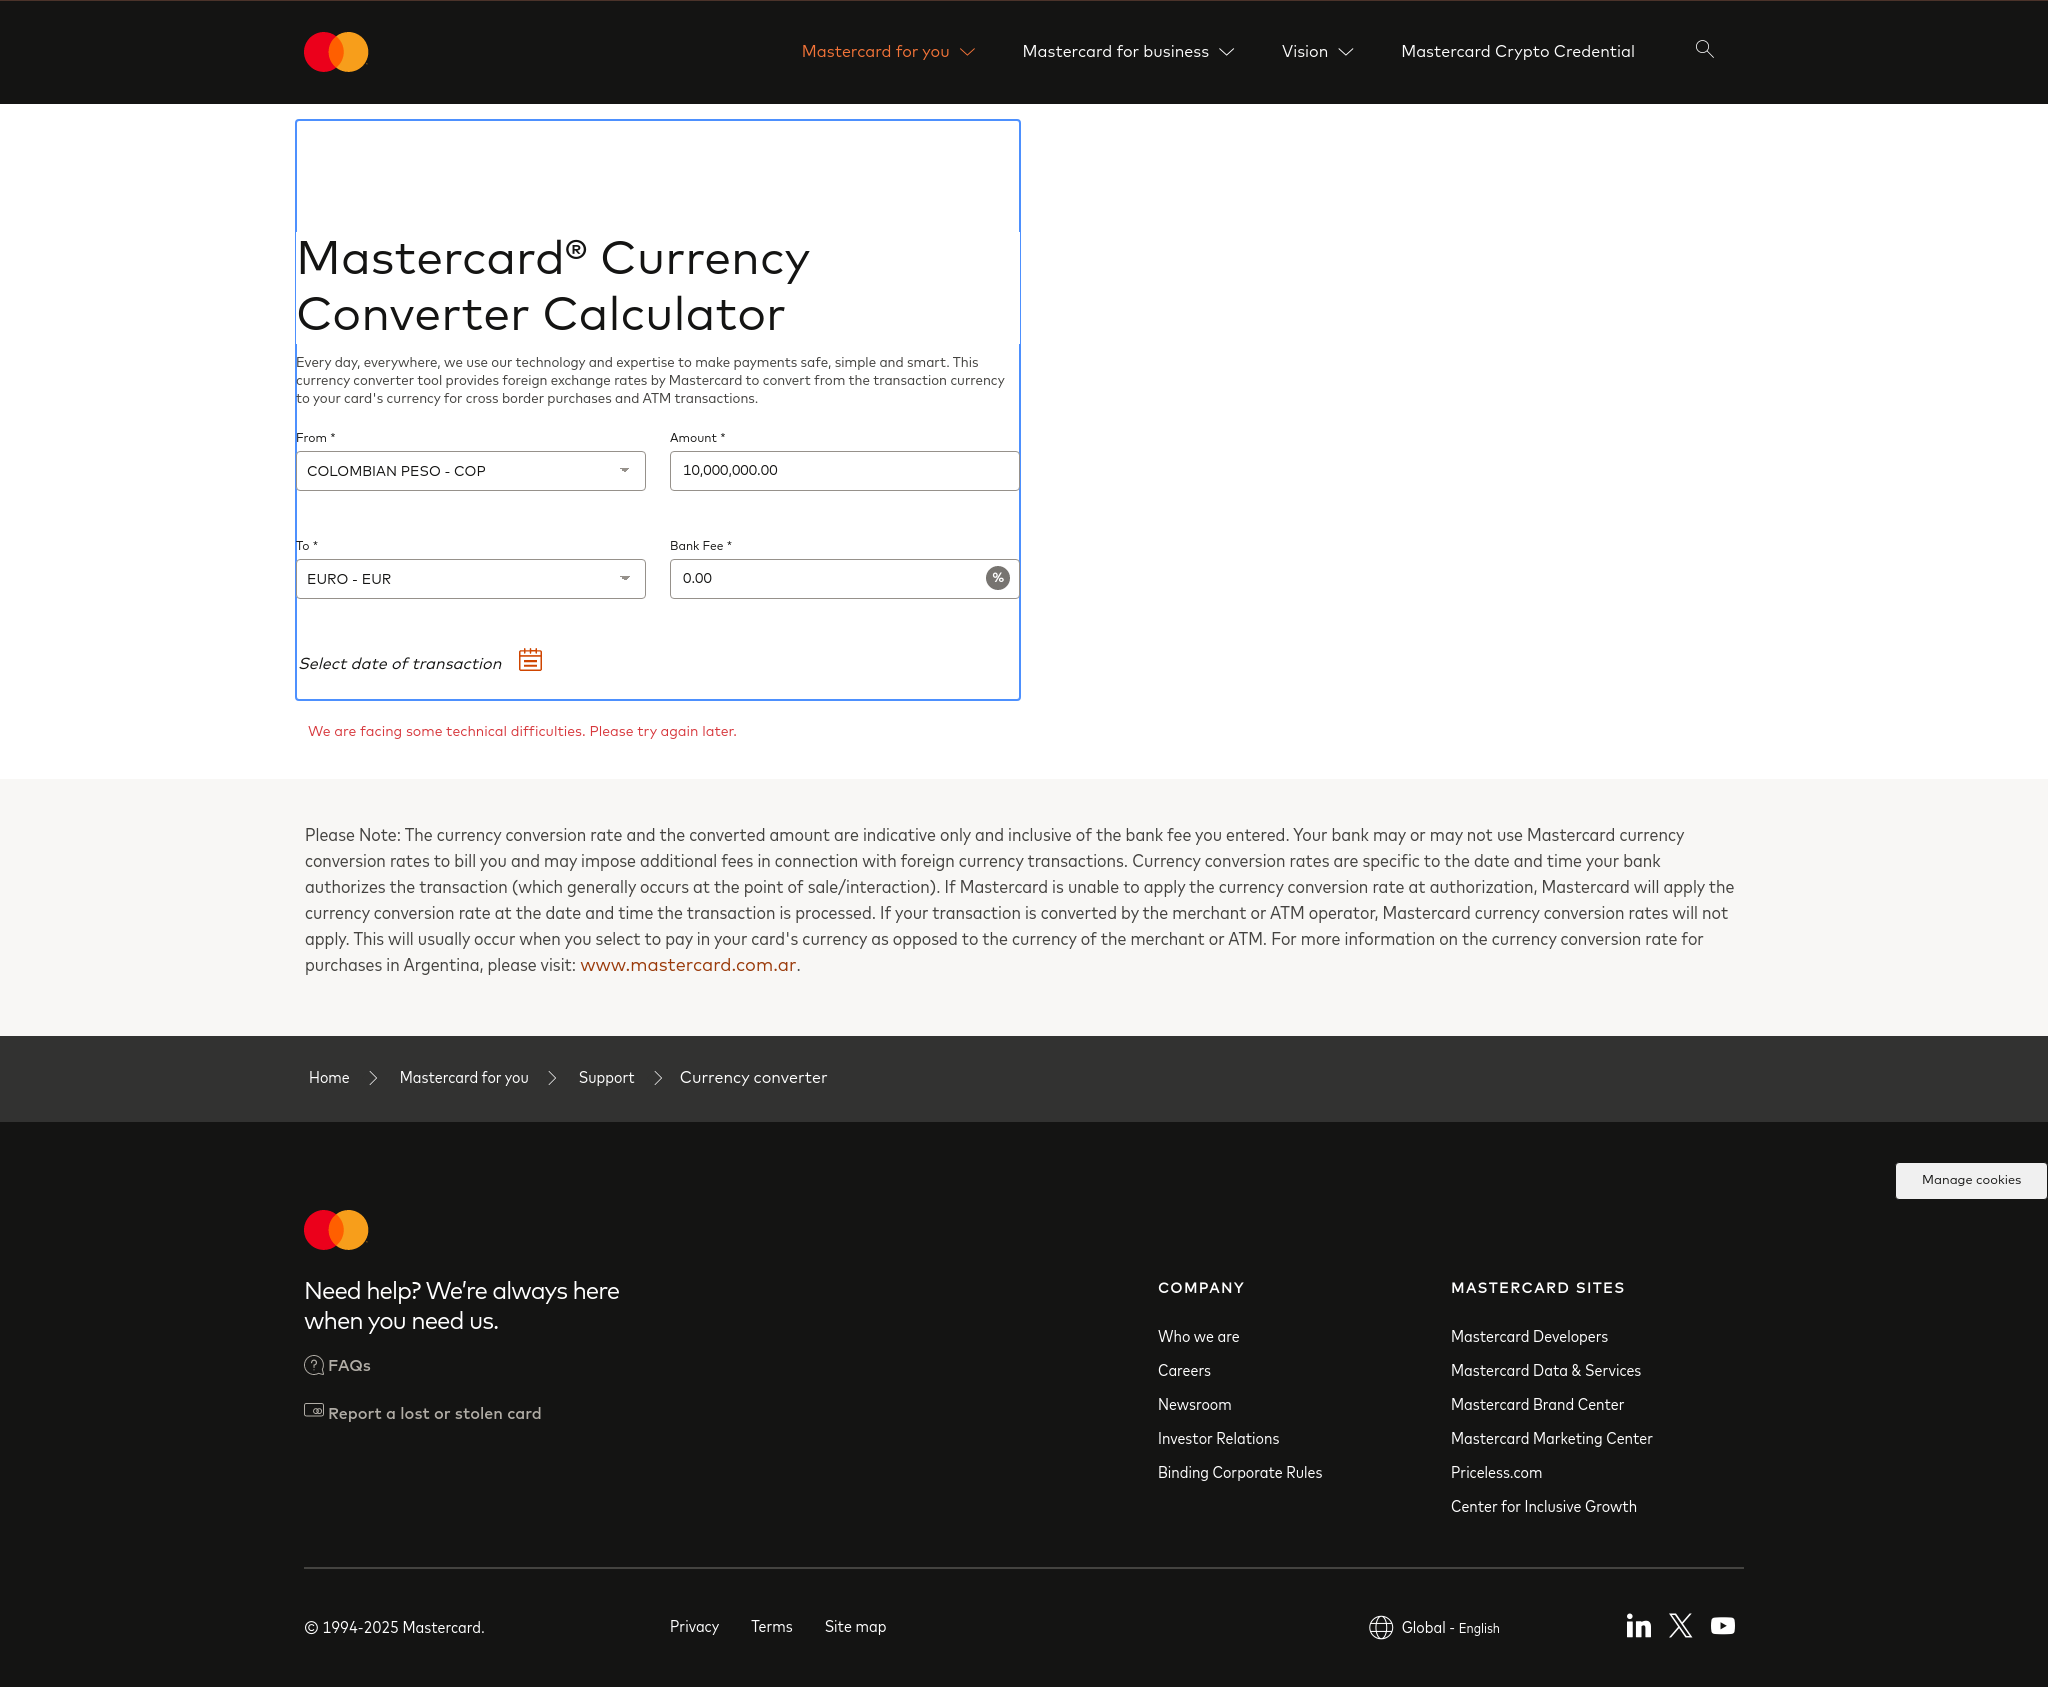 Mastercard for you
Mastercard for business
Vision
Mastercard Crypto Credential
Mastercard® Currency
Converter Calculator
Every day, everywhere, we use our technology and expertise to make payments safe, simple and smart. This
currency converter tool provides foreign exchange rates by Mastercard to convert from the transaction currency
to your card's currency for cross border purchases and ATM transactions.
From *
Amount *
COLOMBIAN PESO - COP
10,000,000.00
To *
Bank Fee *
EURO - EUR
0.00
%
Select date of transaction
We are facing some technical difficulties. Please try again later.
Please Note: The currency conversion rate and the converted amount are indicative only and inclusive of the bank fee you entered. Your bank may or may not use Mastercard currency
conversion rates to bill you and may impose additional fees in connection with foreign currency transactions. Currency conversion rates are specific to the date and time your bank
authorizes the transaction (which generally occurs at the point of sale/interaction). If Mastercard is unable to apply the currency conversion rate at authorization, Mastercard will apply the
currency conversion rate at the date and time the transaction is processed. If your transaction is converted by the merchant or ATM operator, Mastercard currency conversion rates will not
apply. This will usually occur when you select to pay in your card's currency as opposed to the currency of the merchant or ATM. For more information on the currency conversion rate for
purchases in Argentina, please visit: www.mastercard.com.ar.
Home
Mastercard for you
Support
Currency converter
Manage cookies
Need help? We’re always here
when you need us.
FAQs
Report a lost or stolen card
COMPANY
Who we are
Careers
Newsroom
Investor Relations
Binding Corporate Rules
MASTERCARD SITES
Mastercard Developers
Mastercard Data & Services
Mastercard Brand Center
Mastercard Marketing Center
Priceless.com
Center for Inclusive Growth
© 1994-2025 Mastercard.
Privacy
Terms
Site map
Global - English